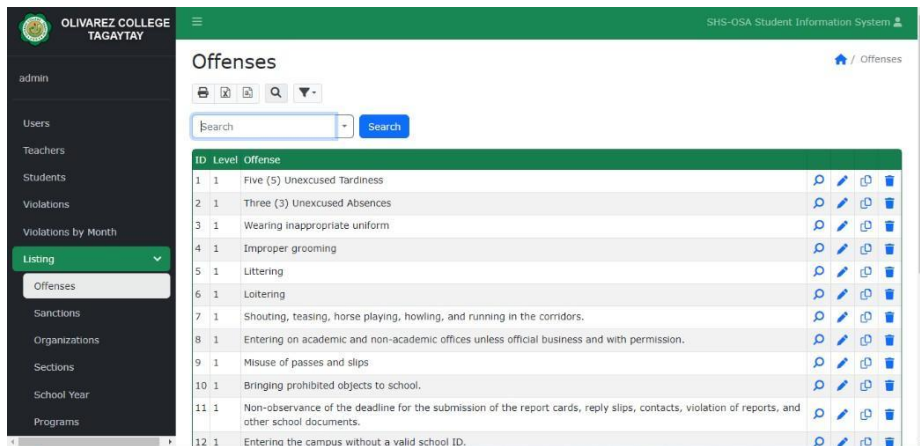 OLIVAREZ COLLEGE
TAGAYTAY
SHS-OSA Student Information System
admin
Users
Teachers
Students
Violations
Violations by Month
Listing
Offenses
Sanctions
Organizations
Sections
School Year
Programs
Offenses
/ Offenses
Search
Search
ID Level Offense
1 1 Five (5) Unexcused Tardiness
2 1 Three (3) Unexcused Absences
3 1 Wearing inappropriate uniform
4 1 Improper grooming
5 1 Littering
6 1 Loitering
7 1 Shouting, teasing, horse playing, howling, and running in the corridors.
8 1 Entering on academic and non-academic offices unless official business and with permission.
9 1 Misuse of passes and slips
10 1 Bringing prohibited objects to school.
11 1 Non-observance of the deadline for the submission of the report cards, reply slips, contacts, violation of reports, and
other school documents.
12 1 Entering the campus without a valid school ID.